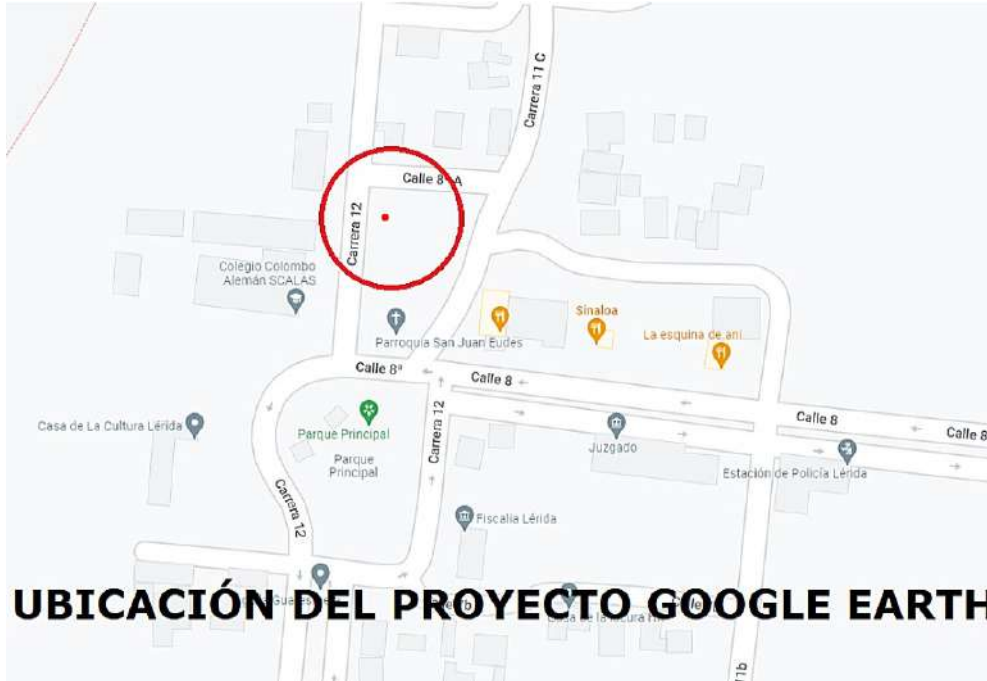 Carrera 11 C
Calle 8ª A
Carrera 12
Colegio Colombo
Alemán SCALAS
Parroquia San Juan Eudes
Sinaloa
La esquina de ani
Calle 8ª
Calle 8
Calle 8
Calle 8
Casa de La Cultura Lérida
Parque Principal
Parque
Principal
Carrera 12
Juzgado
Estación de Policía Lérida
Carrera 12
Fiscalia Lérida
UBICACIÓN DEL PROYECTO GOOGLE EARTH
11b